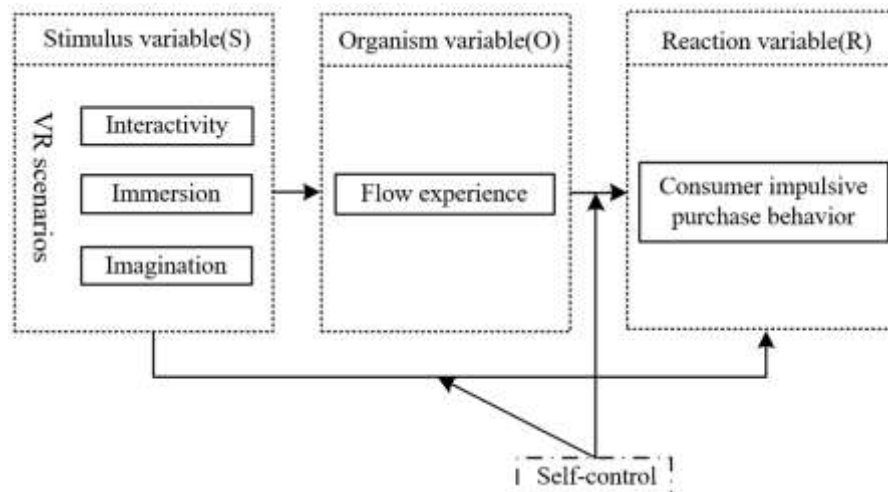 Stimulus variable(S)
Organism variable(O)
Reaction variable(R)
VR scenarios
Interactivity
Immersion
Imagination
Flow experience
Consumer impulsive
purchase behavior
Self-control